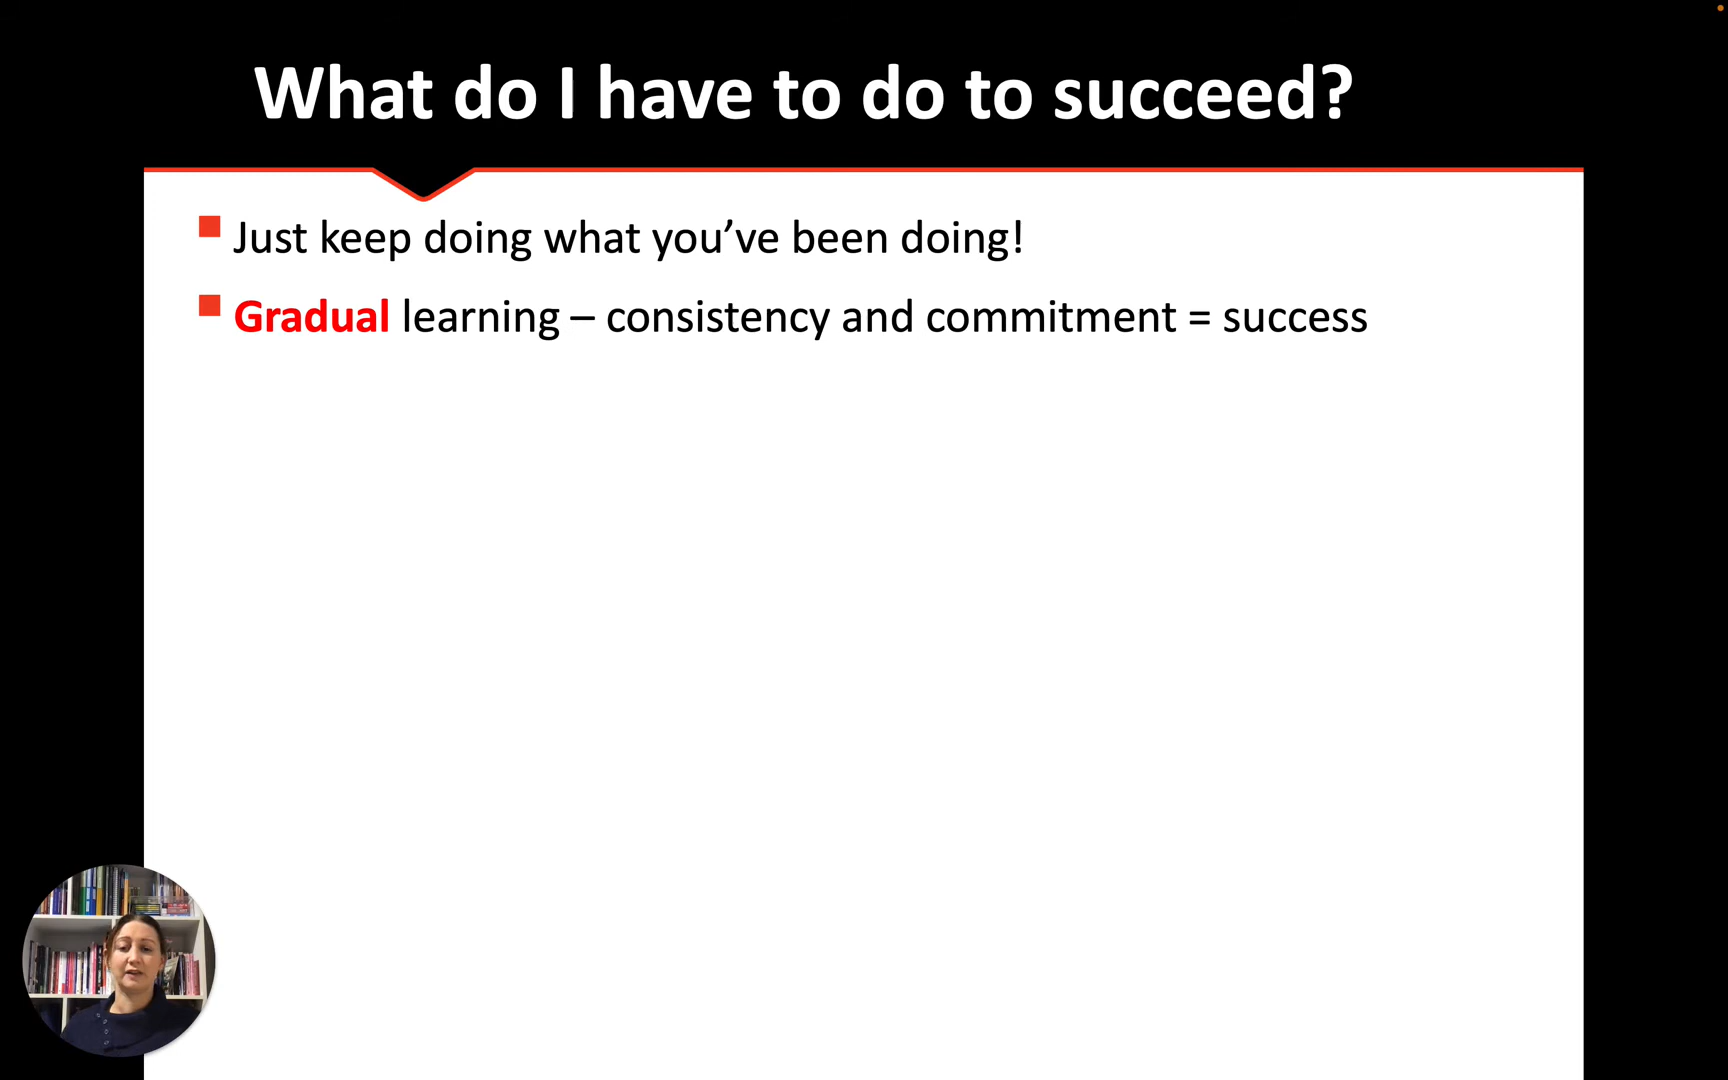 What do I have to do to succeed?
Just keep doing what you’ve been doing!
Gradual learning – consistency and commitment = success